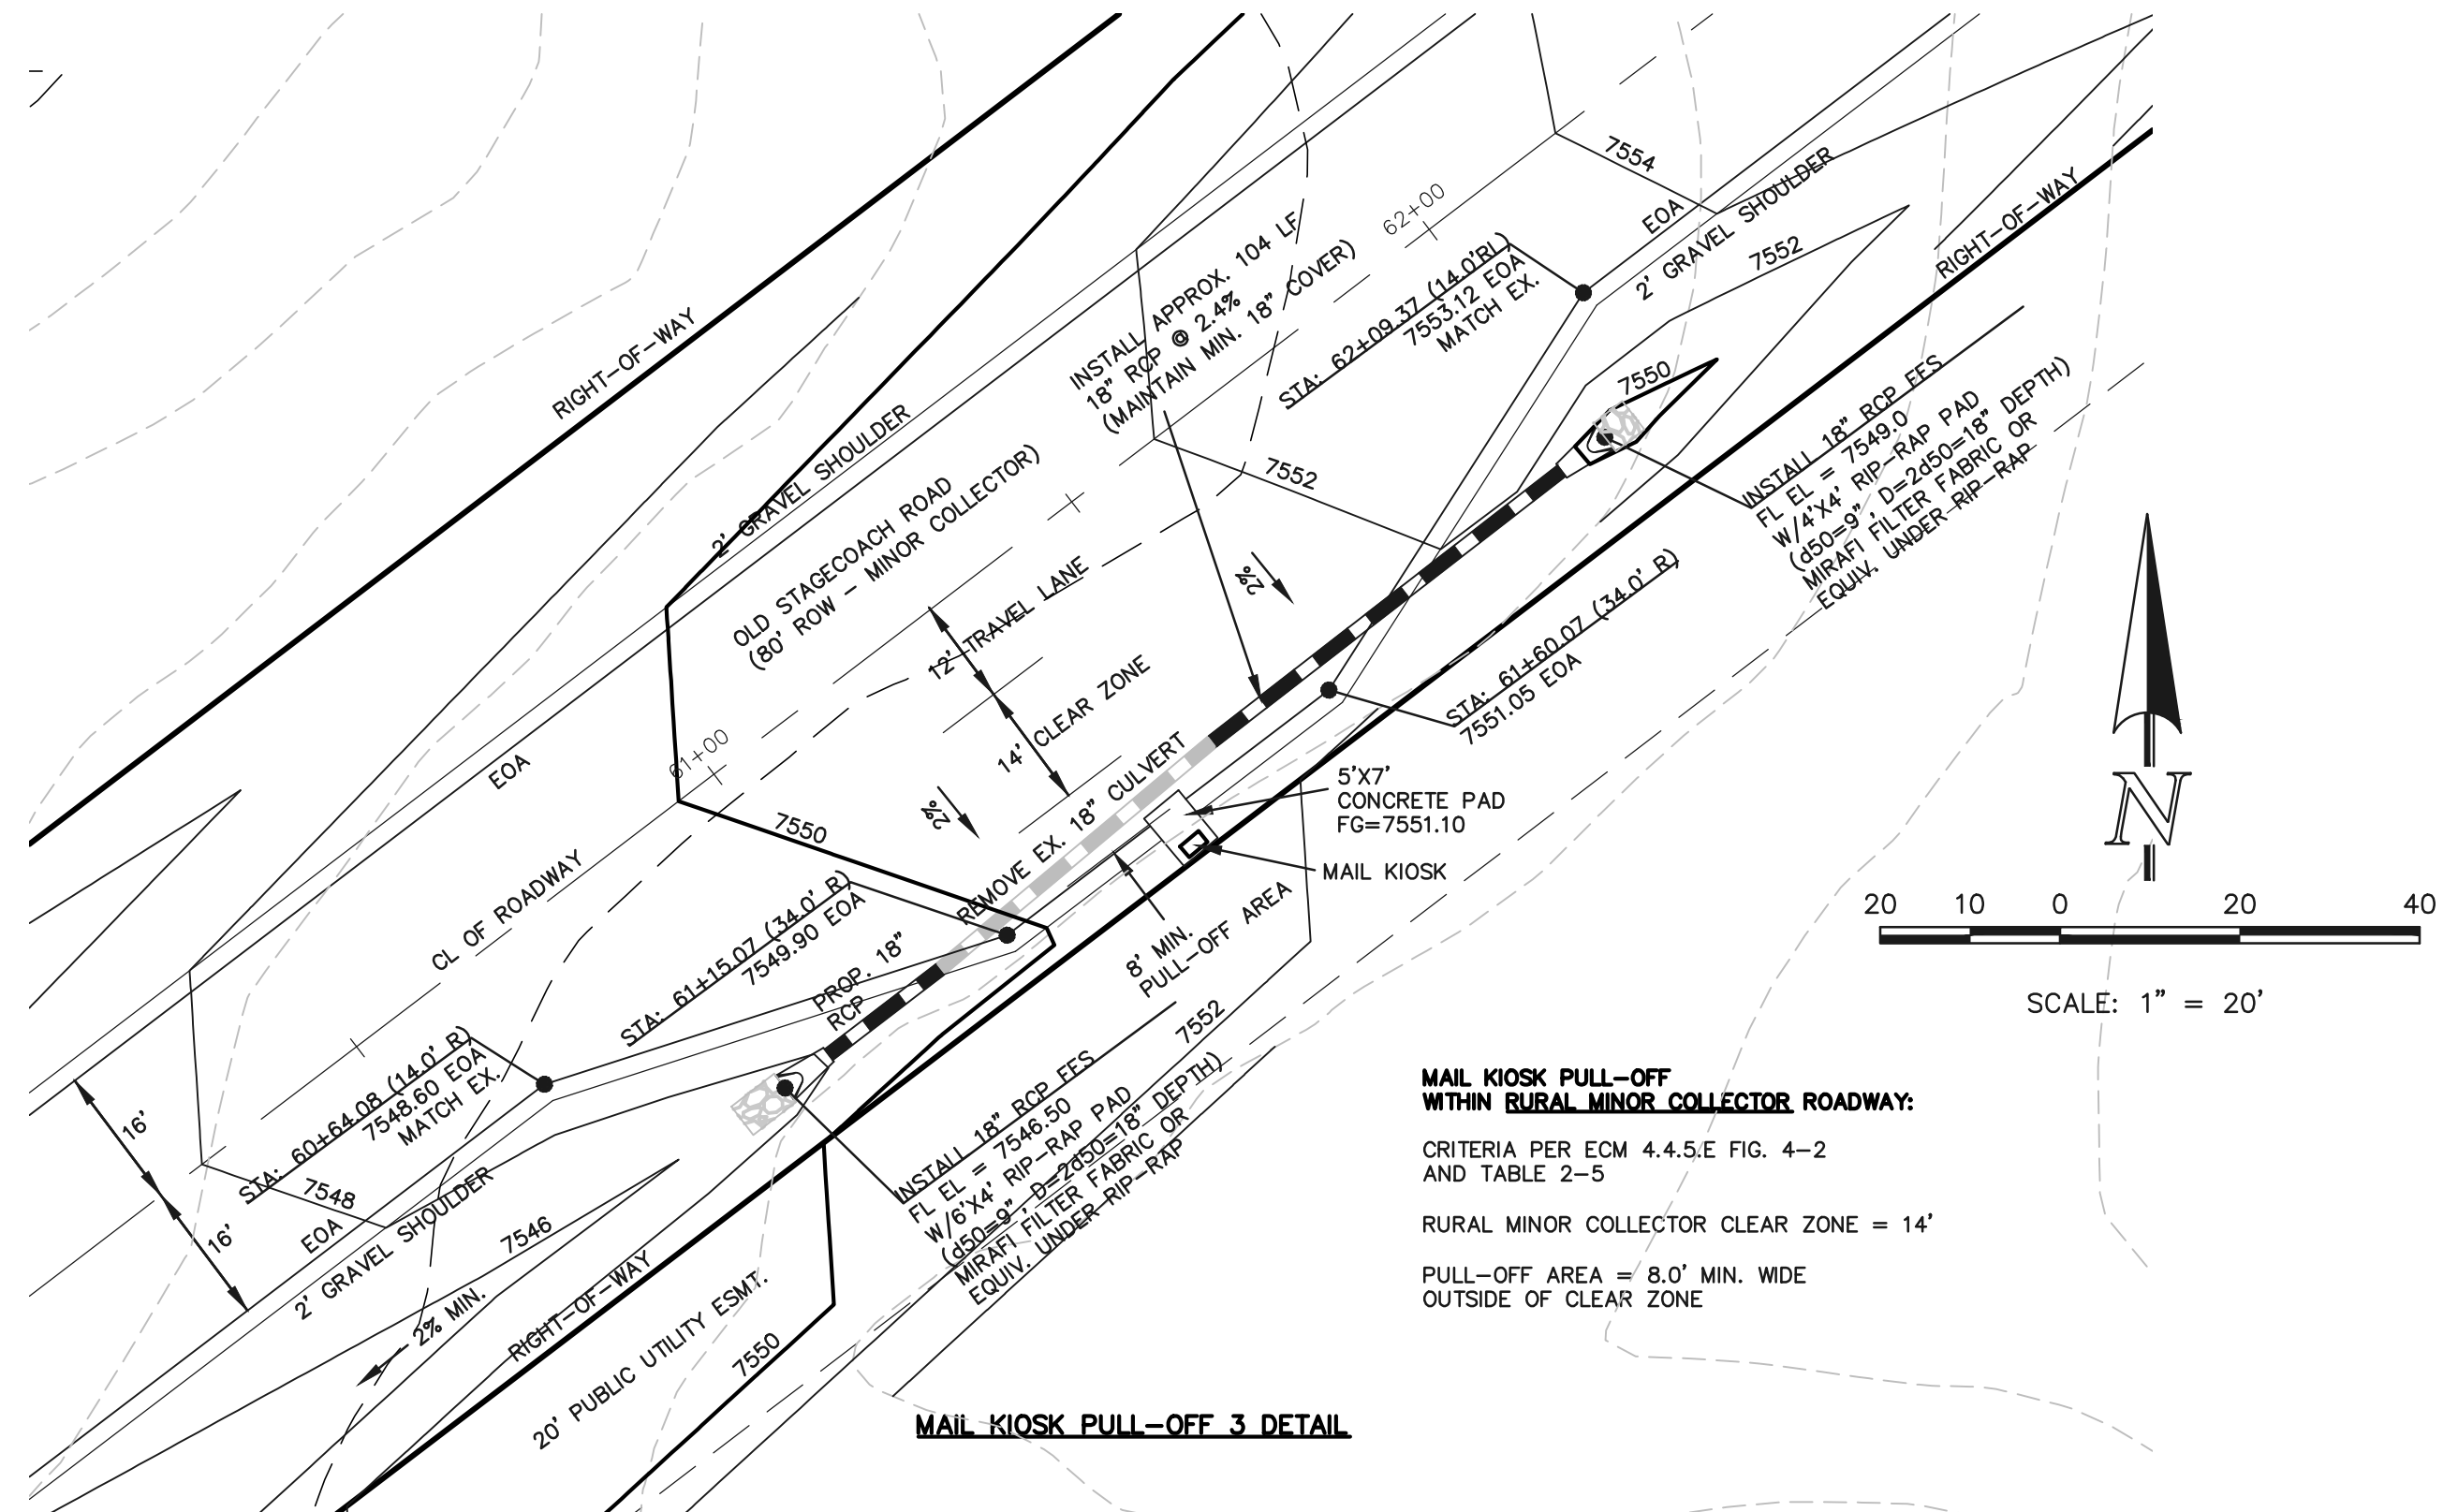 RIGHT-OF-WAY
2' GRAVEL SHOULDER
EOA
OLD STAGECOACH ROAD
(80' ROW - MINOR COLLECTOR)
INSTALL APPROX. 104 LF
18" RCP @ 2.4%
(MAINTAIN MIN. 18" COVER)
62+00
STA: 62+09.37 (14.0'RL)
7553.12 EOA
MATCH EX.
7554
EOA
2' GRAVEL SHOULDER
7552
RIGHT-OF-WAY
7550
INSTALL 18" RCP FES
FL EL = 7549.0
W/4'X4' RIP-RAP PAD
(d50=9", D=2d50=18" DEPTH)
MIRAFI FILTER FABRIC OR
EQUIV. UNDER RIP-RAP
7552
2%
12' TRAVEL LANE
14' CLEAR ZONE
61+00
7550
2%
STA: 61+60.07 (34.0' R)
7551.05 EOA
REMOVE EX. 18" CULVERT
5'X7'
CONCRETE PAD
FG=7551.10
MAIL KIOSK
8' MIN.
PULL-OFF AREA
CL OF ROADWAY
STA: 61+15.07 (34.0' R)
7549.90 EOA
PROP. 18"
RCP
STA: 60+64.08 (14.0' R)
7548.60 EOA
MATCH EX.
16'
16'
7548
EOA
2' GRAVEL SHOULDER
7546
2% MIN.
RIGHT-OF-WAY
20' PUBLIC UTILITY ESMT.
7550
7552
INSTALL 18" RCP FES
FL EL = 7546.50
W/6'X4' RIP-RAP PAD
(d50=9", D=2d50=18" DEPTH)
MIRAFI FILTER FABRIC OR
EQUIV. UNDER RIP-RAP
N
20 10 0 20 40
SCALE: 1" = 20'
MAIL KIOSK PULL-OFF
WITHIN RURAL MINOR COLLECTOR ROADWAY:
CRITERIA PER ECM 4.4.5.E FIG. 4-2
AND TABLE 2-5
RURAL MINOR COLLECTOR CLEAR ZONE = 14'
PULL-OFF AREA = 8.0' MIN. WIDE
OUTSIDE OF CLEAR ZONE
MAIL KIOSK PULL-OFF 3 DETAIL